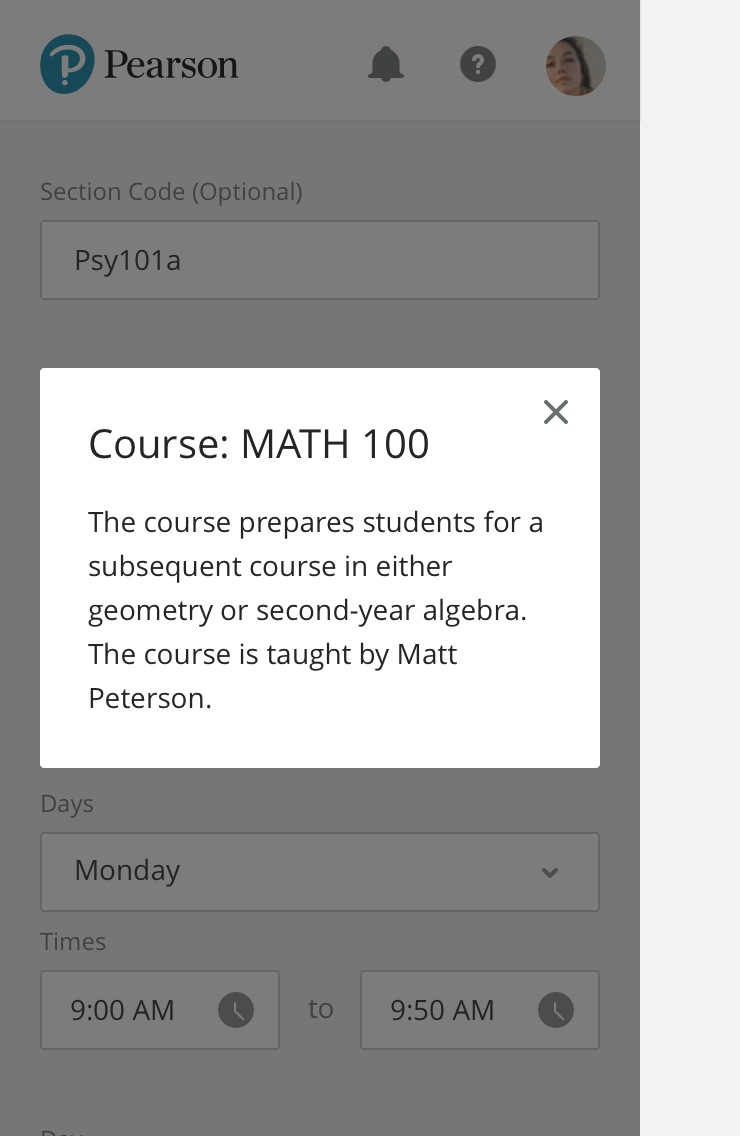 Pearson
Section Code (Optional)
Psy101a
Course: MATH 100
The course prepares students for a
subsequent course in either
geometry or second-year algebra.
The course is taught by Matt
Peterson.
Days
Monday
Times
9:00 AM to 9:50 AM